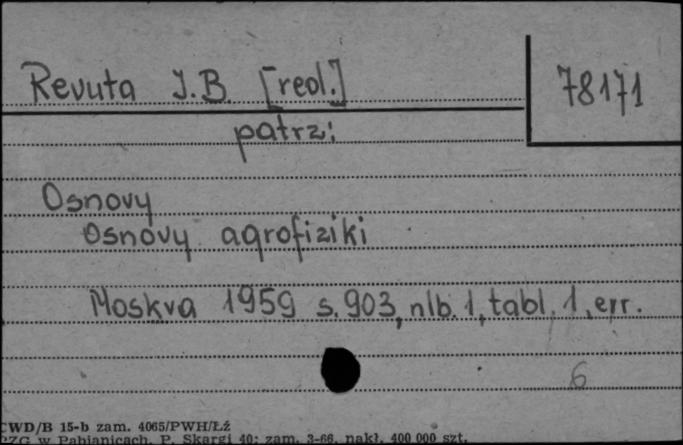 Revuta J.B. [red.]
78171
patrz:
Osnovy
Osnovy agrofiziki
Moskva 1959 s. 903, nlb. 1, tabl. 1, err.
6
CWD/B 15-b zam. 4065/PWH/Łź
PZG w Pabianicach, P. Skargi 40; zam. 3-66. nakł. 400 000 szt.